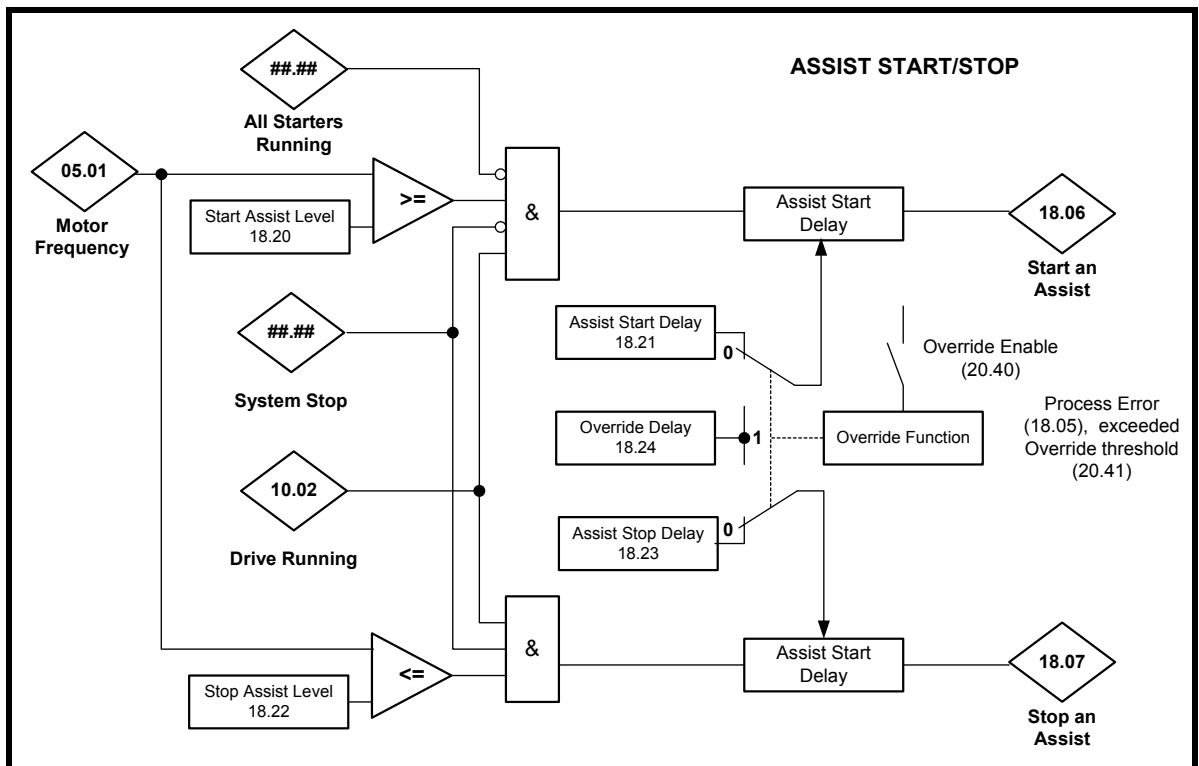 ASSIST START/STOP
##.##
All Starters
Running
05.01
Motor
Frequency
>=
Start Assist Level
18.20
&
Assist Start
Delay
18.06
Start an
Assist
##.##
System Stop
Assist Start Delay
18.21
0
Override Enable
(20.40)
Override Delay
18.24
1
Override Function
Process Error
(18.05), exceeded
Override threshold
(20.41)
10.02
Drive Running
Assist Stop Delay
18.23
0
<=
Stop Assist Level
18.22
&
Assist Start
Delay
18.07
Stop an
Assist